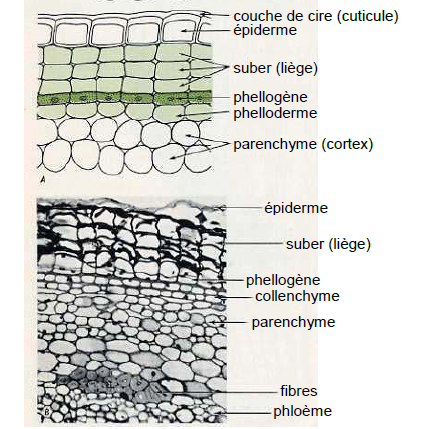 couche de cire (cuticule)
épiderme
suber (liège)
phellogène
phelloderme
parenchyme (cortex)
A
épiderme
suber (liège)
phellogène
collenchyme
parenchyme
fibres
phloème
B